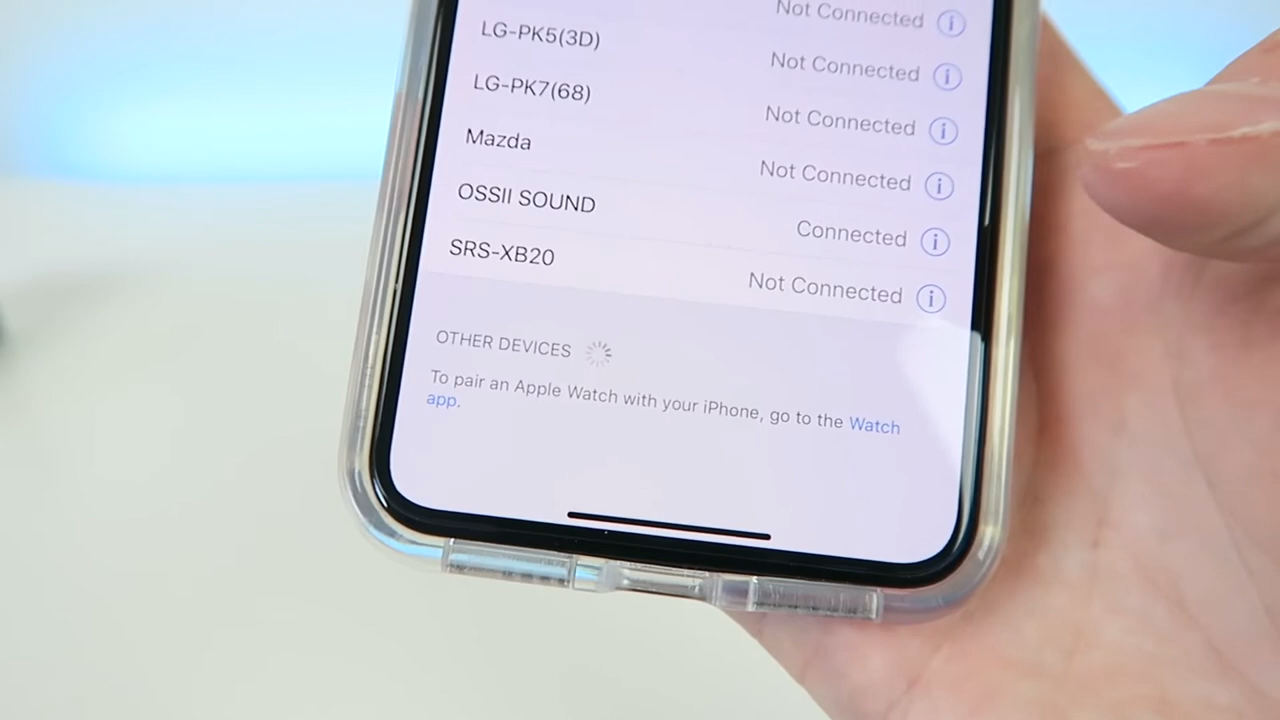 Not Connected
LG-PK5(3D) Not Connected
LG-PK7(68) Not Connected
Mazda Not Connected
OSSII SOUND Connected
SRS-XB20 Not Connected
OTHER DEVICES
To pair an Apple Watch with your iPhone, go to the Watch
app.